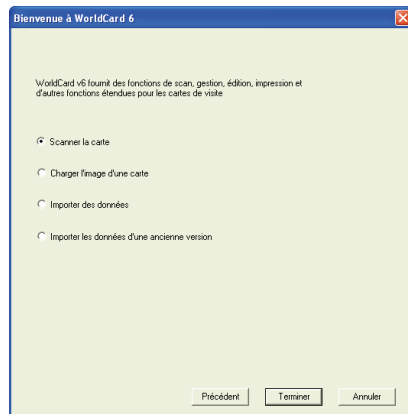 Bienvenue à WorldCard 6
WorldCard v6 fournit des fonctions de scan, gestion, édition, impression et
d'autres fonctions étendues pour les cartes de visite
Scanner la carte
Charger l'image d'une carte
Importer des données
Importer les données d'une ancienne version
Précédent
Terminer
Annuler